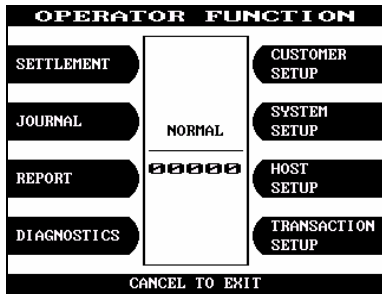 OPERATOR FUNCTION
SETTLEMENT
JOURNAL
REPORT
DIAGNOSTICS
NORMAL
00000
CUSTOMER
SETUP
SYSTEM
SETUP
HOST
SETUP
TRANSACTION
SETUP
CANCEL TO EXIT